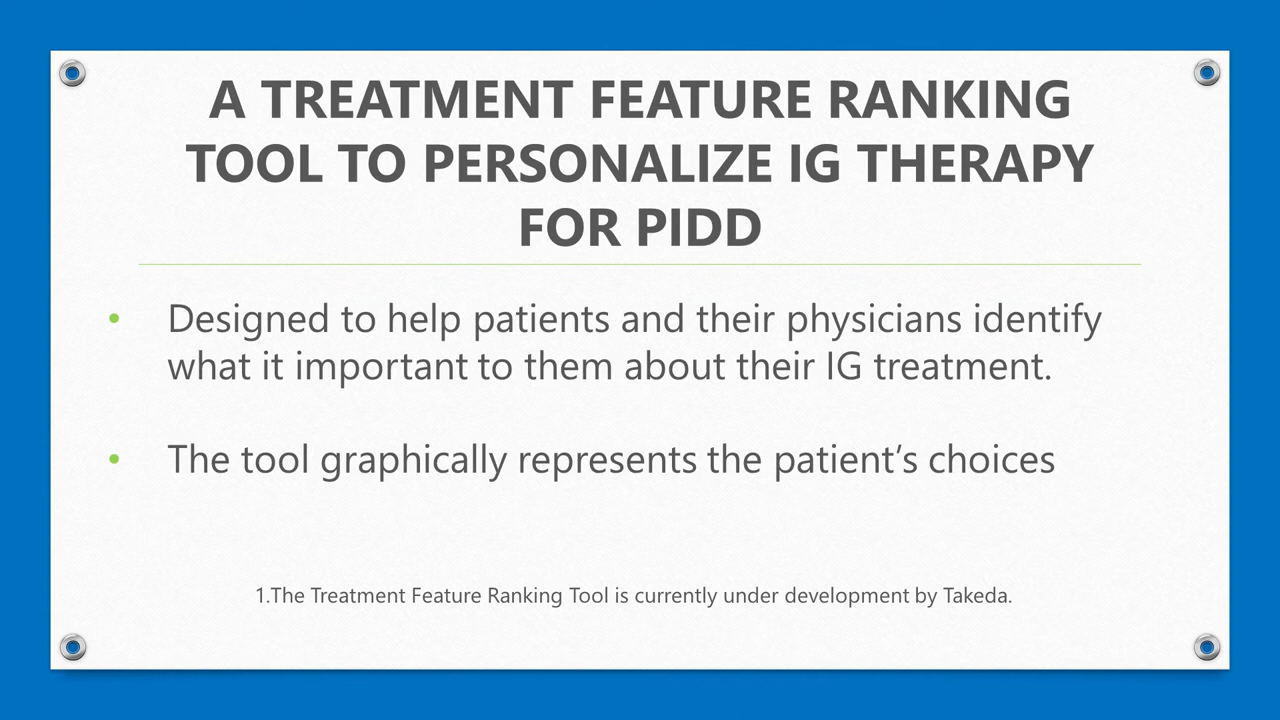 A TREATMENT FEATURE RANKING
TOOL TO PERSONALIZE IG THERAPY
FOR PIDD
• Designed to help patients and their physicians identify
what it important to them about their IG treatment.
• The tool graphically represents the patient’s choices
1.The Treatment Feature Ranking Tool is currently under development by Takeda.